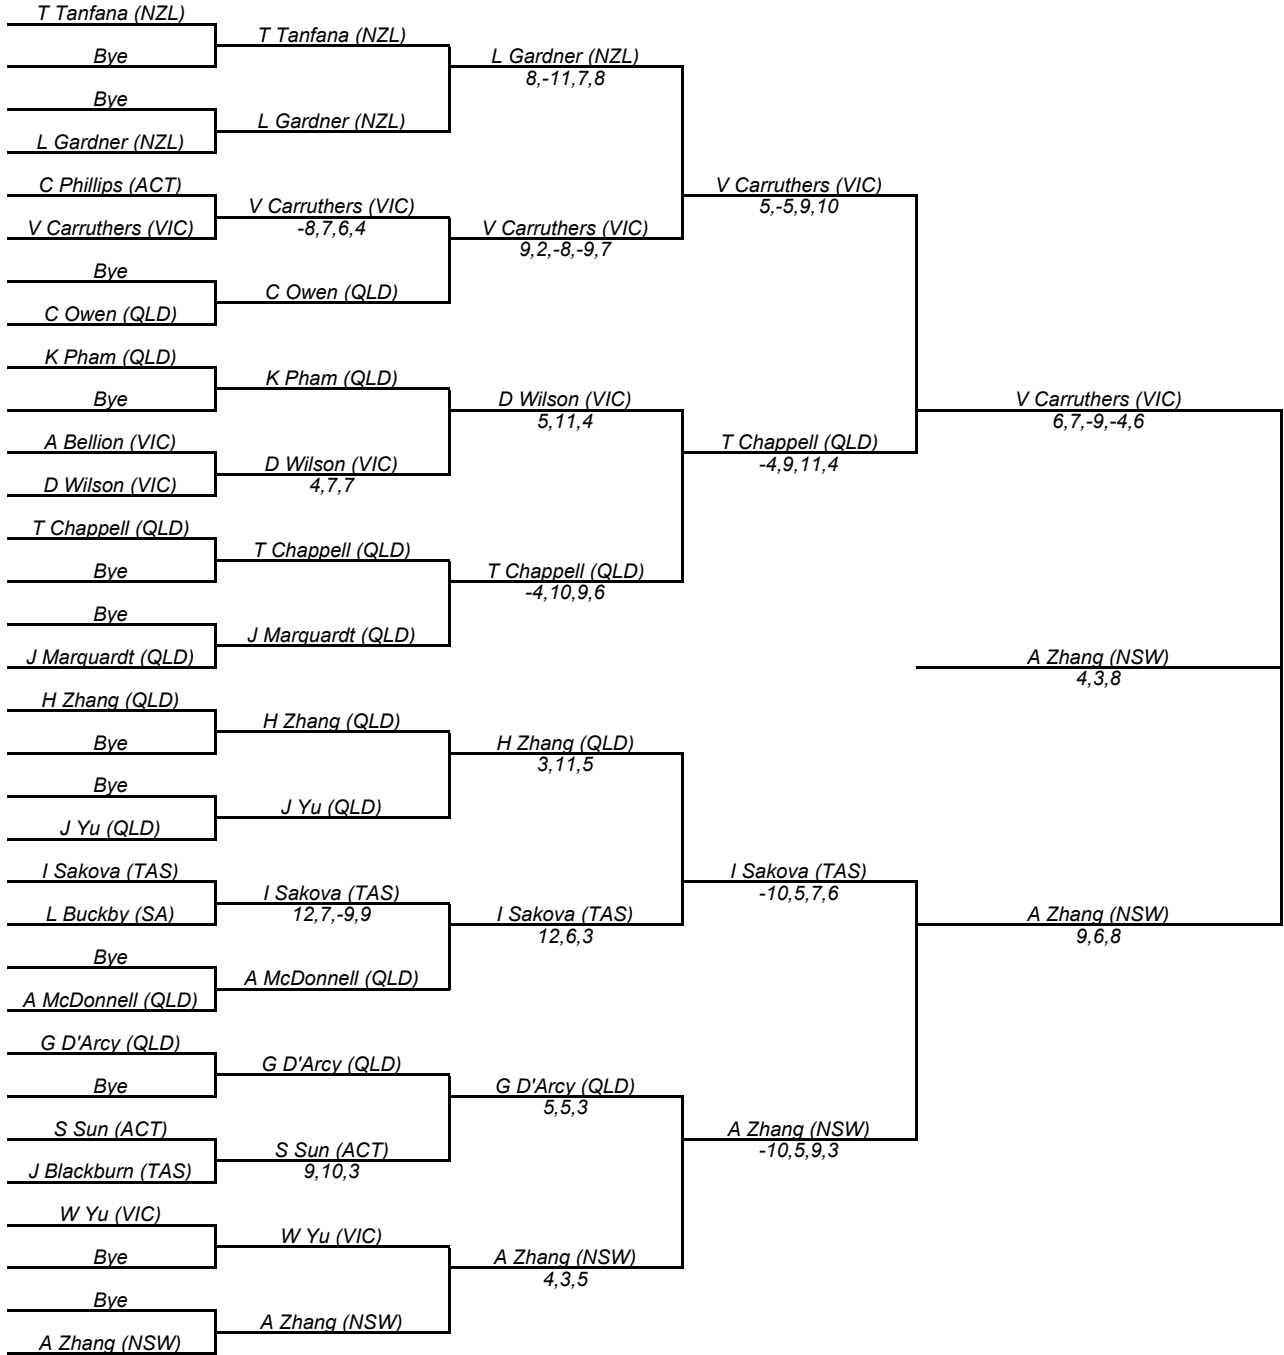 T Tanfana (NZL)
Bye
Bye
L Gardner (NZL)
C Phillips (ACT)
V Carruthers (VIC)
Bye
C Owen (QLD)
K Pham (QLD)
Bye
A Bellion (VIC)
D Wilson (VIC)
T Chappell (QLD)
Bye
Bye
J Marquardt (QLD)
H Zhang (QLD)
Bye
Bye
J Yu (QLD)
I Sakova (TAS)
L Buckby (SA)
Bye
A McDonnell (QLD)
G D'Arcy (QLD)
Bye
S Sun (ACT)
J Blackburn (TAS)
W Yu (VIC)
Bye
Bye
A Zhang (NSW)
T Tanfana (NZL)
L Gardner (NZL)
V Carruthers (VIC)
-8,7,6,4
C Owen (QLD)
K Pham (QLD)
D Wilson (VIC)
4,7,7
T Chappell (QLD)
J Marquardt (QLD)
H Zhang (QLD)
J Yu (QLD)
I Sakova (TAS)
12,7,-9,9
A McDonnell (QLD)
G D'Arcy (QLD)
S Sun (ACT)
9,10,3
W Yu (VIC)
A Zhang (NSW)
L Gardner (NZL)
8,-11,7,8
V Carruthers (VIC)
9,2,-8,-9,7
D Wilson (VIC)
5,11,4
T Chappell (QLD)
-4,10,9,6
H Zhang (QLD)
3,11,5
I Sakova (TAS)
12,6,3
G D'Arcy (QLD)
5,5,3
A Zhang (NSW)
4,3,5
V Carruthers (VIC)
5,-5,9,10
T Chappell (QLD)
-4,9,11,4
I Sakova (TAS)
-10,5,7,6
A Zhang (NSW)
-10,5,9,3
V Carruthers (VIC)
6,7,-9,-4,6
A Zhang (NSW)
4,3,8
A Zhang (NSW)
9,6,8